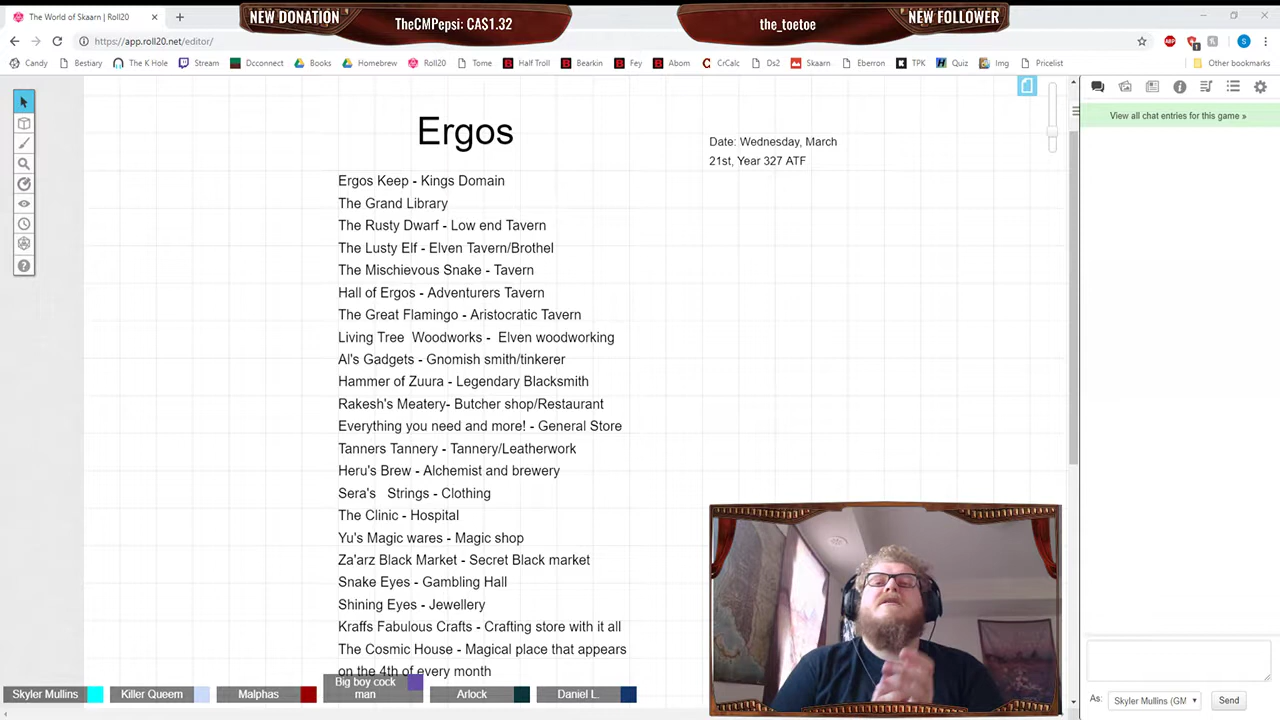 The World of Skaarn | Roll20
NEW DONATION
TheCMPepsi: CA$1.32
the_toetoe
NEW FOLLOWER
https://app.roll20.net/editor/
Candy
Bestiary
The K Hole
Stream
Dcconnect
Books
Homebrew
Roll20
Tome
Half Troll
Bearkin
Fey
Abom
CrCalc
Ds2
Skaarn
Eberron
TPK
Quiz
Img
Pricelist
Other bookmarks
View all chat entries for this game »
Ergos
Date: Wednesday, March
21st, Year 327 ATF
Ergos Keep - Kings Domain
The Grand Library
The Rusty Dwarf - Low end Tavern
The Lusty Elf - Elven Tavern/Brothel
The Mischievous Snake - Tavern
Hall of Ergos - Adventurers Tavern
The Great Flamingo - Aristocratic Tavern
Living Tree Woodworks - Elven woodworking
Al's Gadgets - Gnomish smith/tinkerer
Hammer of Zuura - Legendary Blacksmith
Rakesh's Meatery- Butcher shop/Restaurant
Everything you need and more! - General Store
Tanners Tannery - Tannery/Leatherwork
Heru's Brew - Alchemist and brewery
Sera's Strings - Clothing
The Clinic - Hospital
Yu's Magic wares - Magic shop
Za'arz Black Market - Secret Black market
Snake Eyes - Gambling Hall
Shining Eyes - Jewellery
Kraffs Fabulous Crafts - Crafting store with it all
The Cosmic House - Magical place that appears
on the 4th of every month
Skyler Mullins
Killer Queem
Malphas
Big boy cock
man
Arlock
Daniel L.
As:
Skyler Mullins (GM
Send